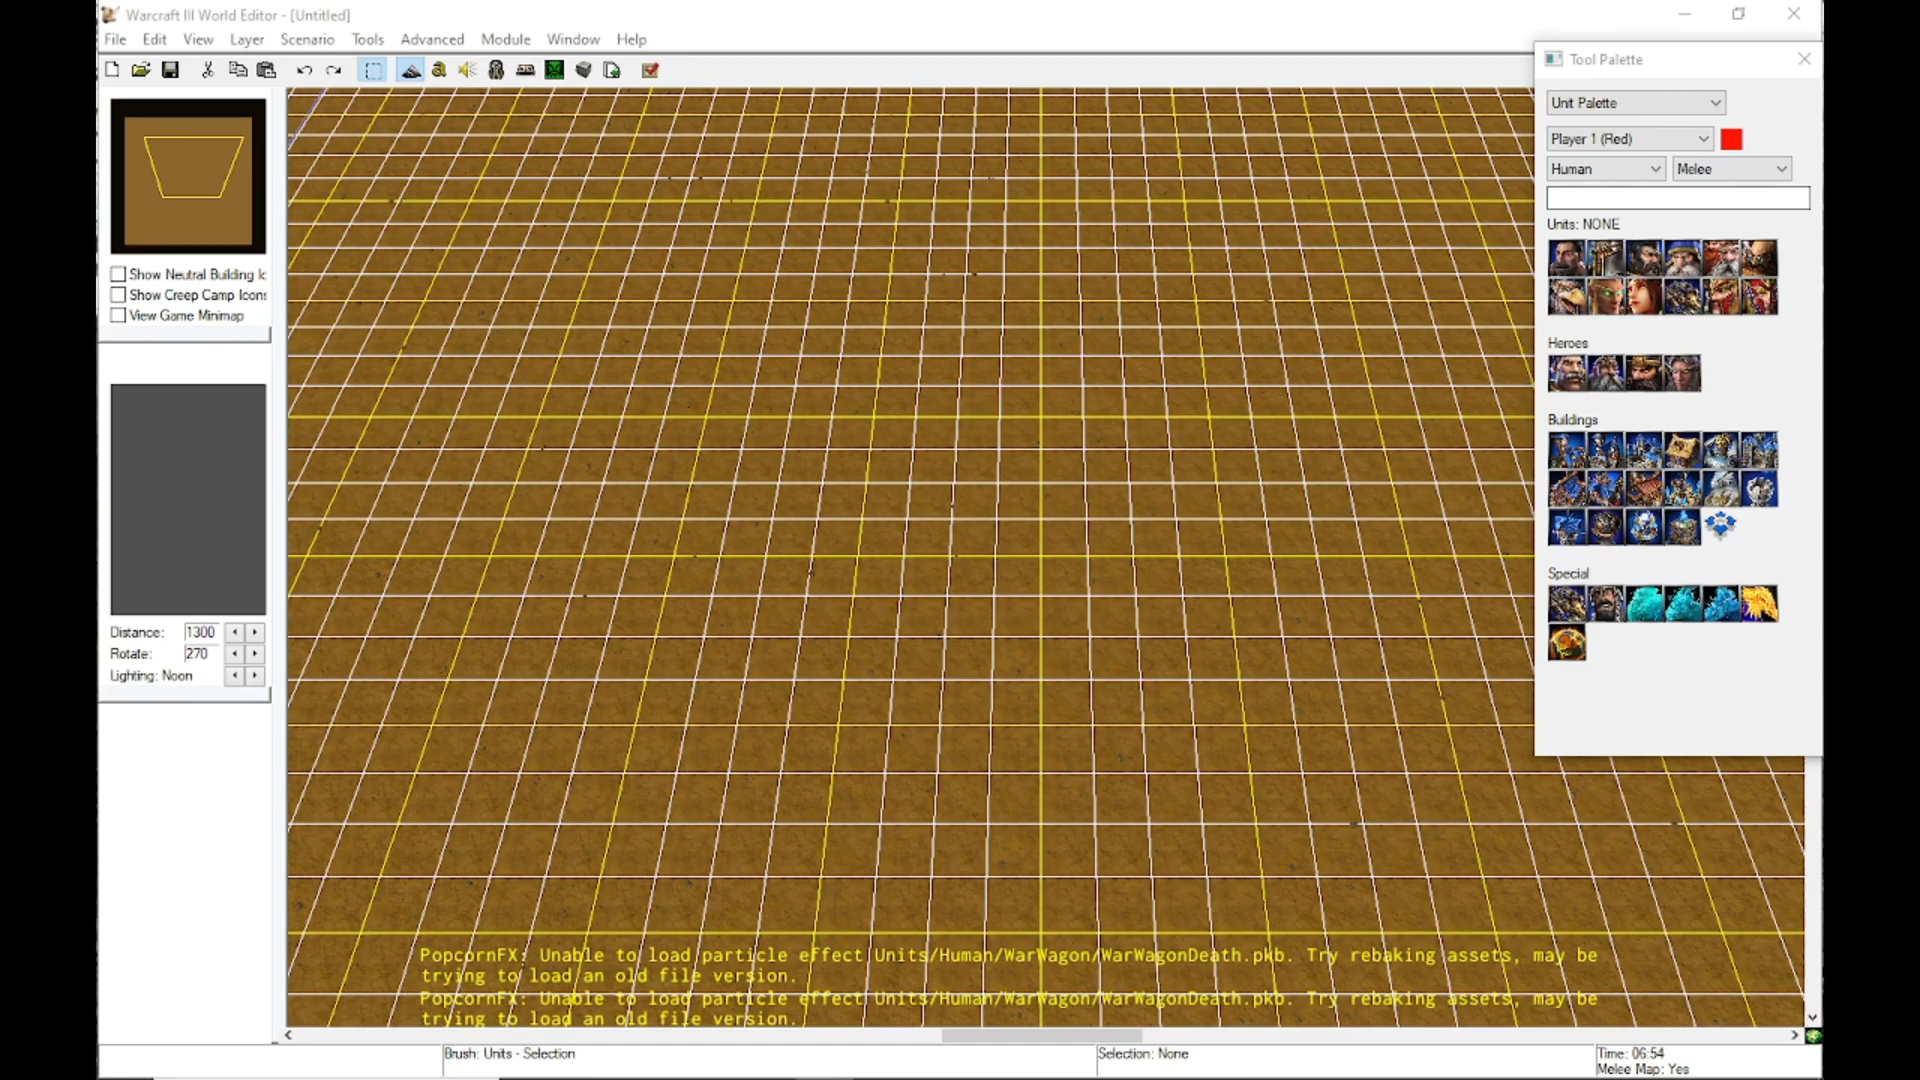 Warcraft III World Editor - [Untitled]
File Edit View Layer Scenario Tools Advanced Module Window Help
Tool Palette
Unit Palette
Player 1 (Red)
Human Melee
Units: NONE
Heroes
Buildings
Special
Show Neutral Building Ic
Show Creep Camp Icons
View Game Minimap
Distance: 1300
Rotate: 270
Lighting: Noon
PopcornFX: Unable to load particle effect Units/Human/WarWagon/WarWagonDeath.pkb. Try rebaking assets, may be
trying to load an old file version.
PopcornFX: Unable to load particle effect Units/Human/WarWagon/WarWagonDeath.pkb. Try rebaking assets, may be
trying to load an old file version.
Brush: Units - Selection
Selection: None
Time: 06:54
Melee Map: Yes